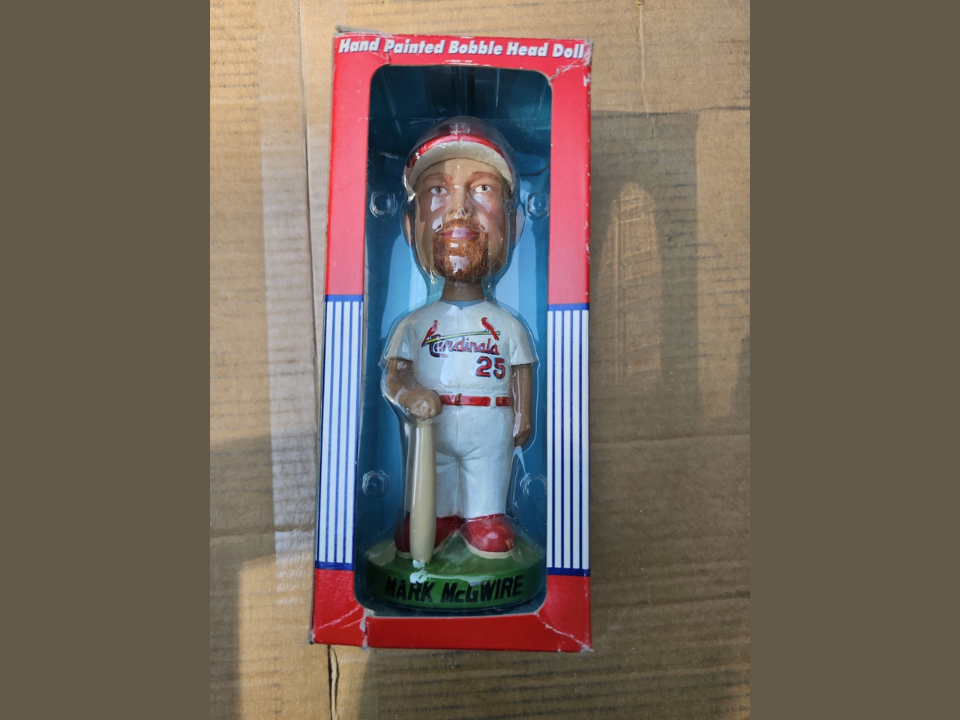 Hand Painted Bobble Head Doll
Cardinals
25
MARK McGWIRE